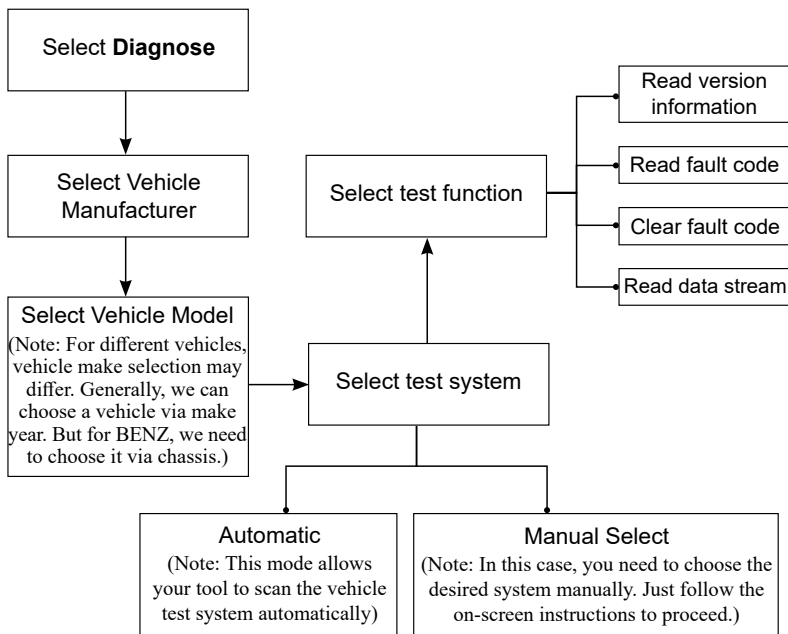 Select Diagnose
Select Vehicle
Manufacturer
Select Vehicle Model
(Note: For different vehicles,
vehicle make selection may
differ. Generally, we can
choose a vehicle via make
year. But for BENZ, we need
to choose it via chassis.)
Select test system
Automatic
(Note: This mode allows
your tool to scan the vehicle
test system automatically)
Manual Select
(Note: In this case, you need to choose the
desired system manually. Just follow the
on-screen instructions to proceed.)
Select test function
Read version
information
Read fault code
Clear fault code
Read data stream